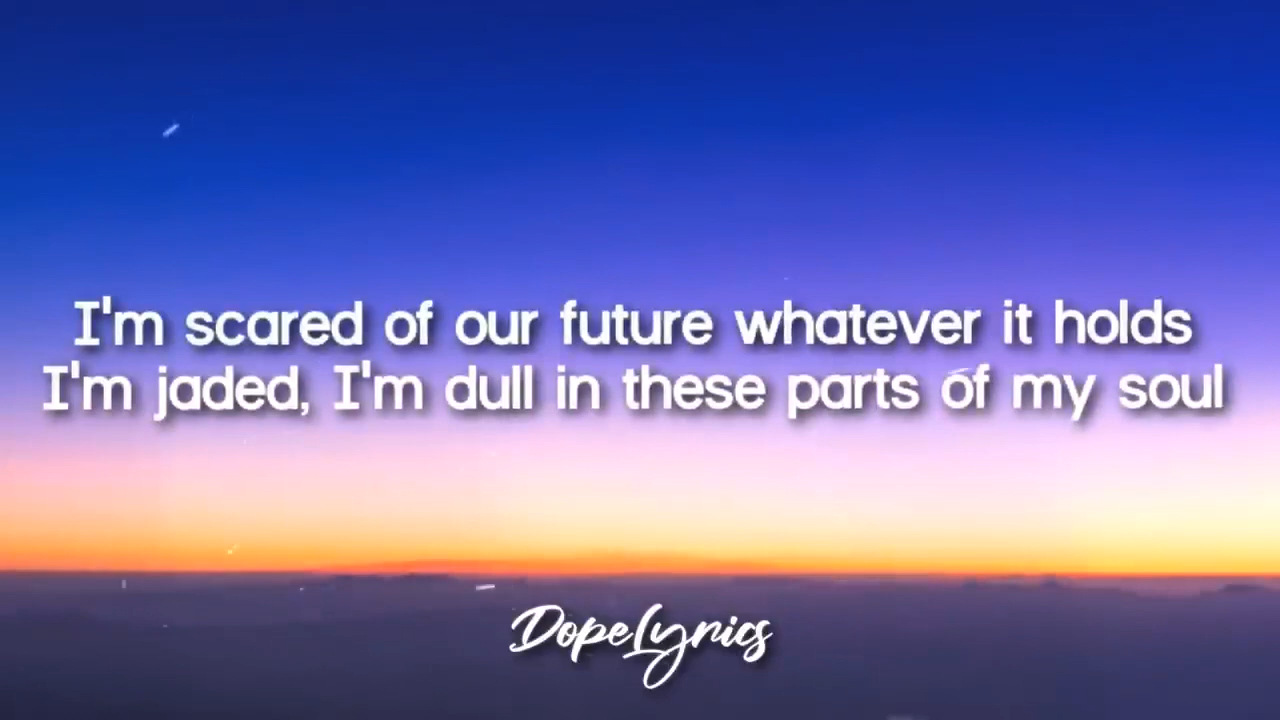 I'm scared of our future whatever it holds
I'm jaded, I'm dull in these parts of my soul
DopeLyrics